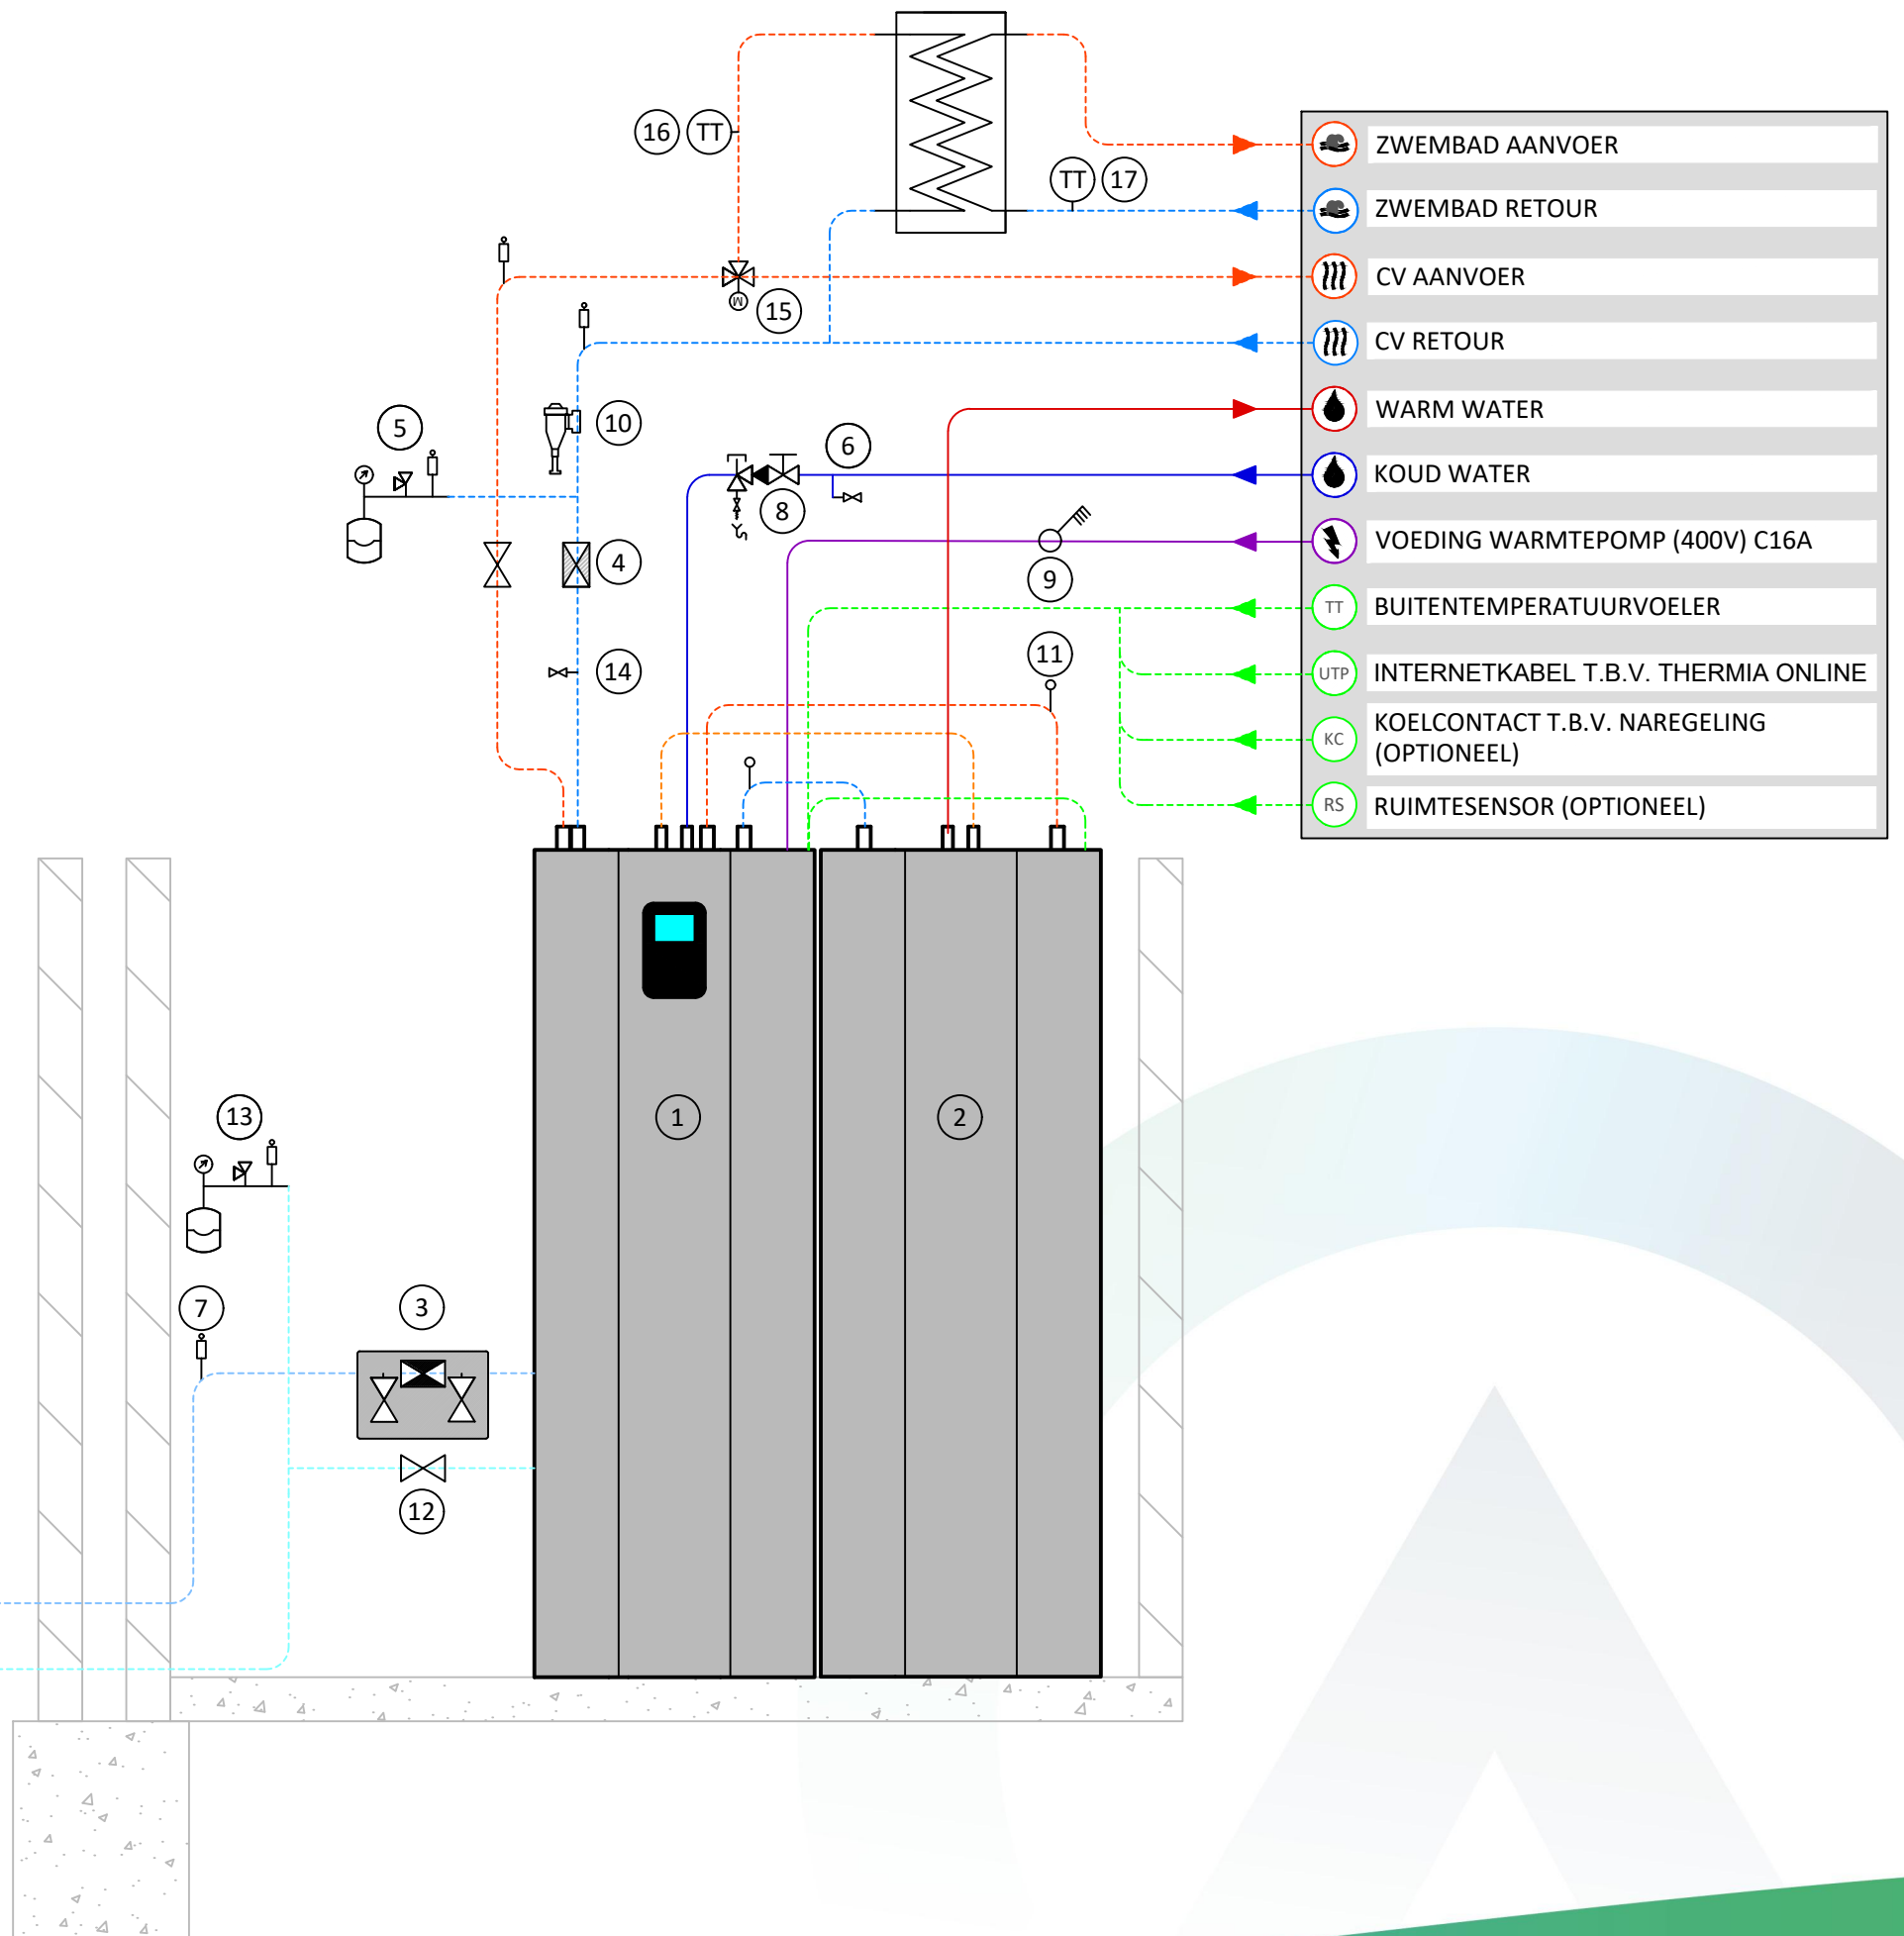 16 TT
TT 17
15
5
10
6
8
4
9
14
11
M
ZWEMBAD AANVOER
ZWEMBAD RETOUR
CV AANVOER
CV RETOUR
WARM WATER
KOUD WATER
VOEDING WARMTEPOMP (400V) C16A
TT BUITENTEMPERATUURVOELER
UTP INTERNETKABEL T.B.V. THERMIA ONLINE
KC KOELCONTACT T.B.V. NAREGELING
(OPTIONEEL)
RS RUIMTESENSOR (OPTIONEEL)
13
1
2
7
3
12